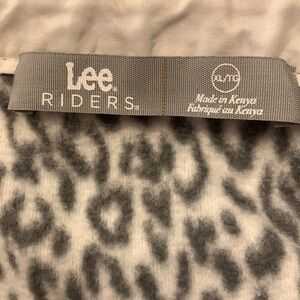 Lee
RIDERS
XL/TG
Made in Kenya
Fabriqué au Kenya